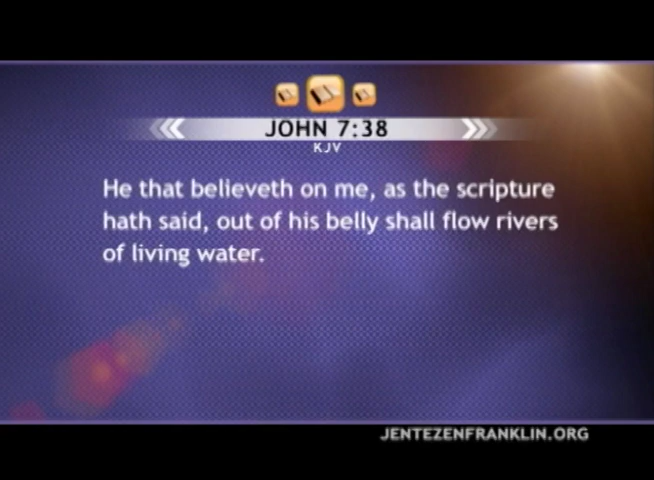 JOHN 7:38
KJV
He that believeth on me, as the scripture
hath said, out of his belly shall flow rivers
of living water.
JENTEZENFRANKLIN.ORG